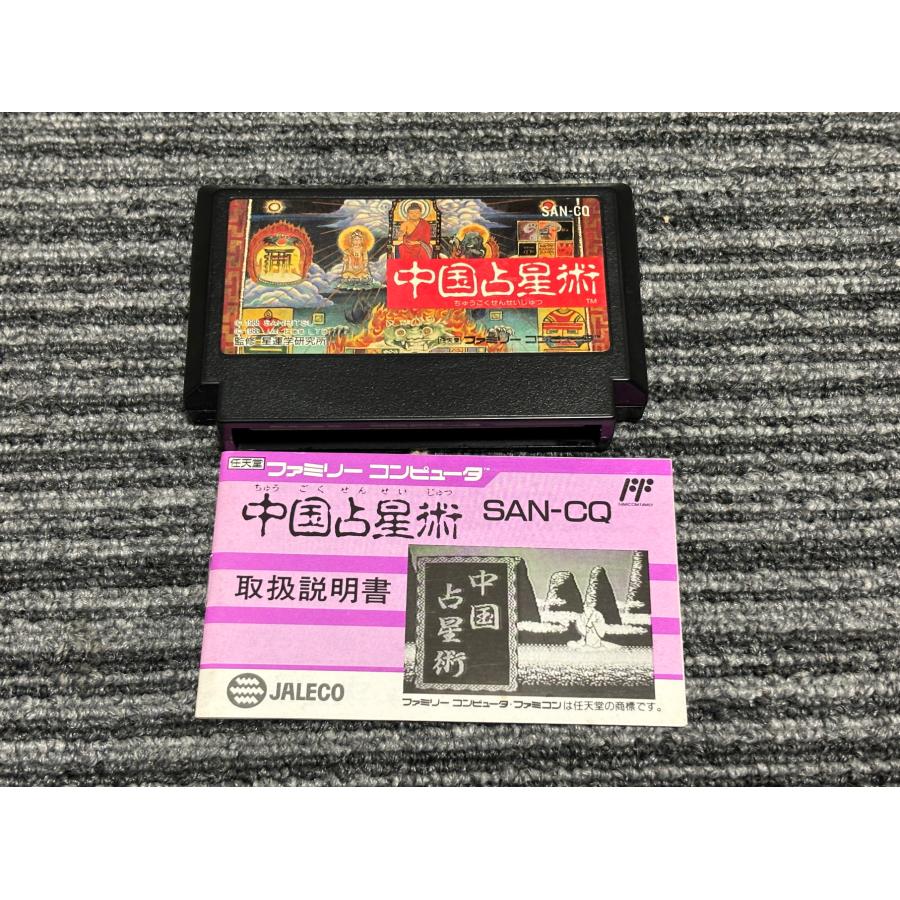 SAN-CQ
中国占星術
ちゅうごくせんせいじゅつ
TM
監修 星運学研究所
任天堂 ファミリー コンピュータ
任天堂 ファミリー コンピュータ™
ちゅう ごく せん せい じゅつ
中国占星術 SAN-CQ
取扱説明書
中国
占星術
JALECO
ファミリー コンピュータ・ファミコンは任天堂の商標です。